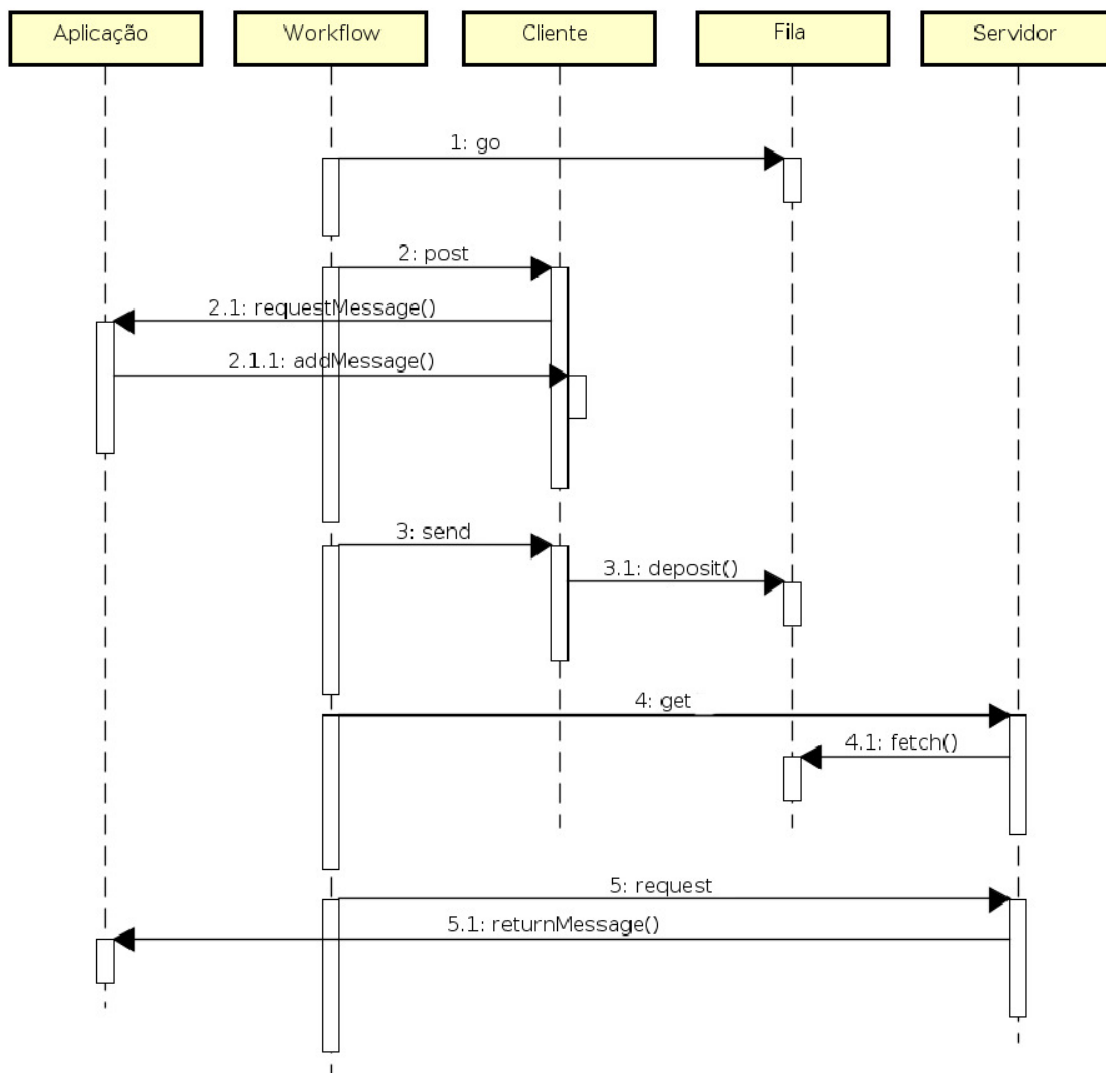 Aplicação
Workflow
Cliente
Fila
Servidor
1: go
2: post
2.1: requestMessage()
2.1.1: addMessage()
3: send
3.1: deposit()
4: get
4.1: fetch()
5: request
5.1: returnMessage()